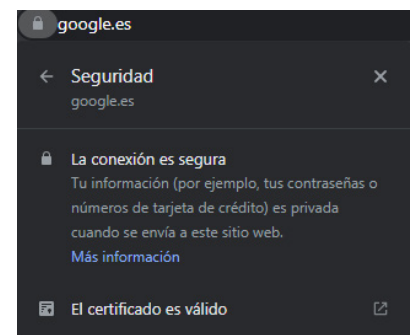 google.es
Seguridad
google.es
La conexión es segura
Tu información (por ejemplo, tus contraseñas o
números de tarjeta de crédito) es privada
cuando se envía a este sitio web.
Más información
El certificado es válido